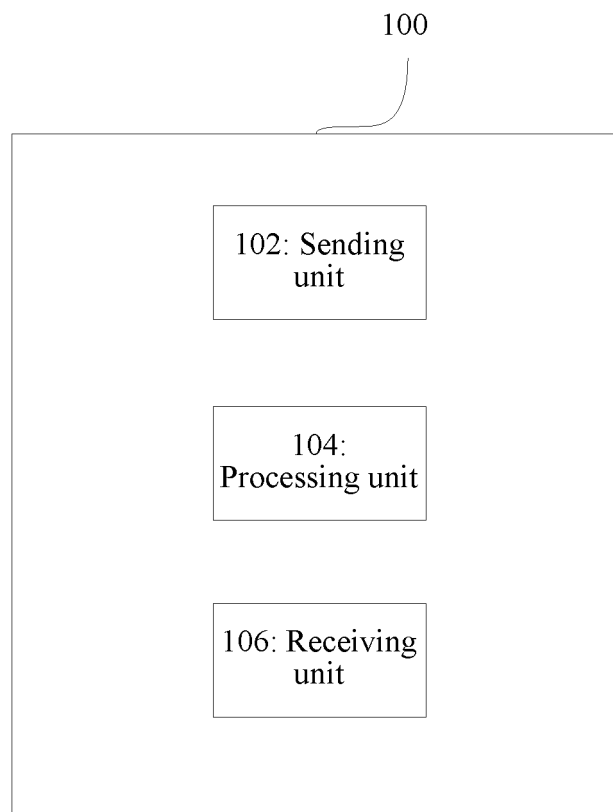 100
102: Sending
unit
104:
Processing unit
106: Receiving
unit